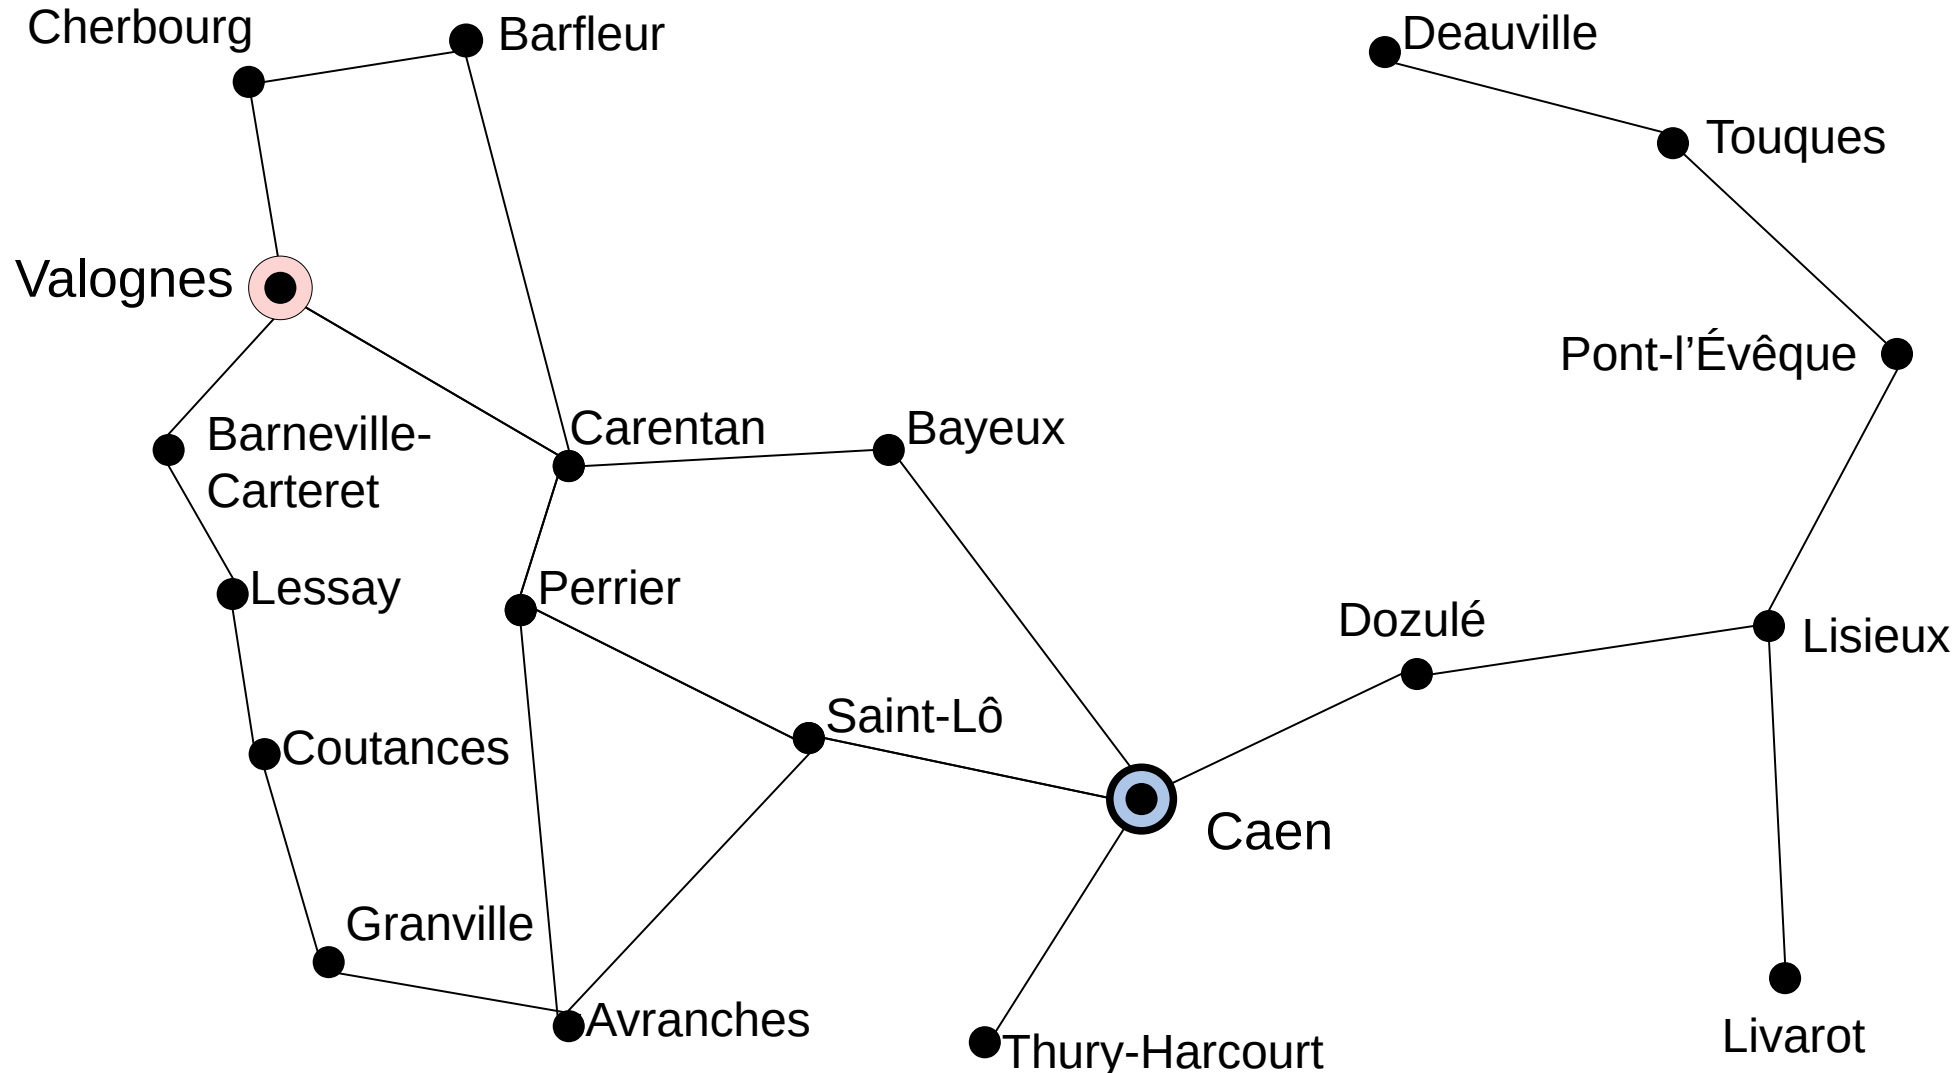 Cherbourg
Barfleur
Deauville
Touques
Valognes
Pont-l’Évêque
Barneville-
Carteret
Carentan
Bayeux
Lessay
Perrier
Dozulé
Lisieux
Saint-Lô
Coutances
Caen
Granville
Avranches
Thury-Harcourt
Livarot